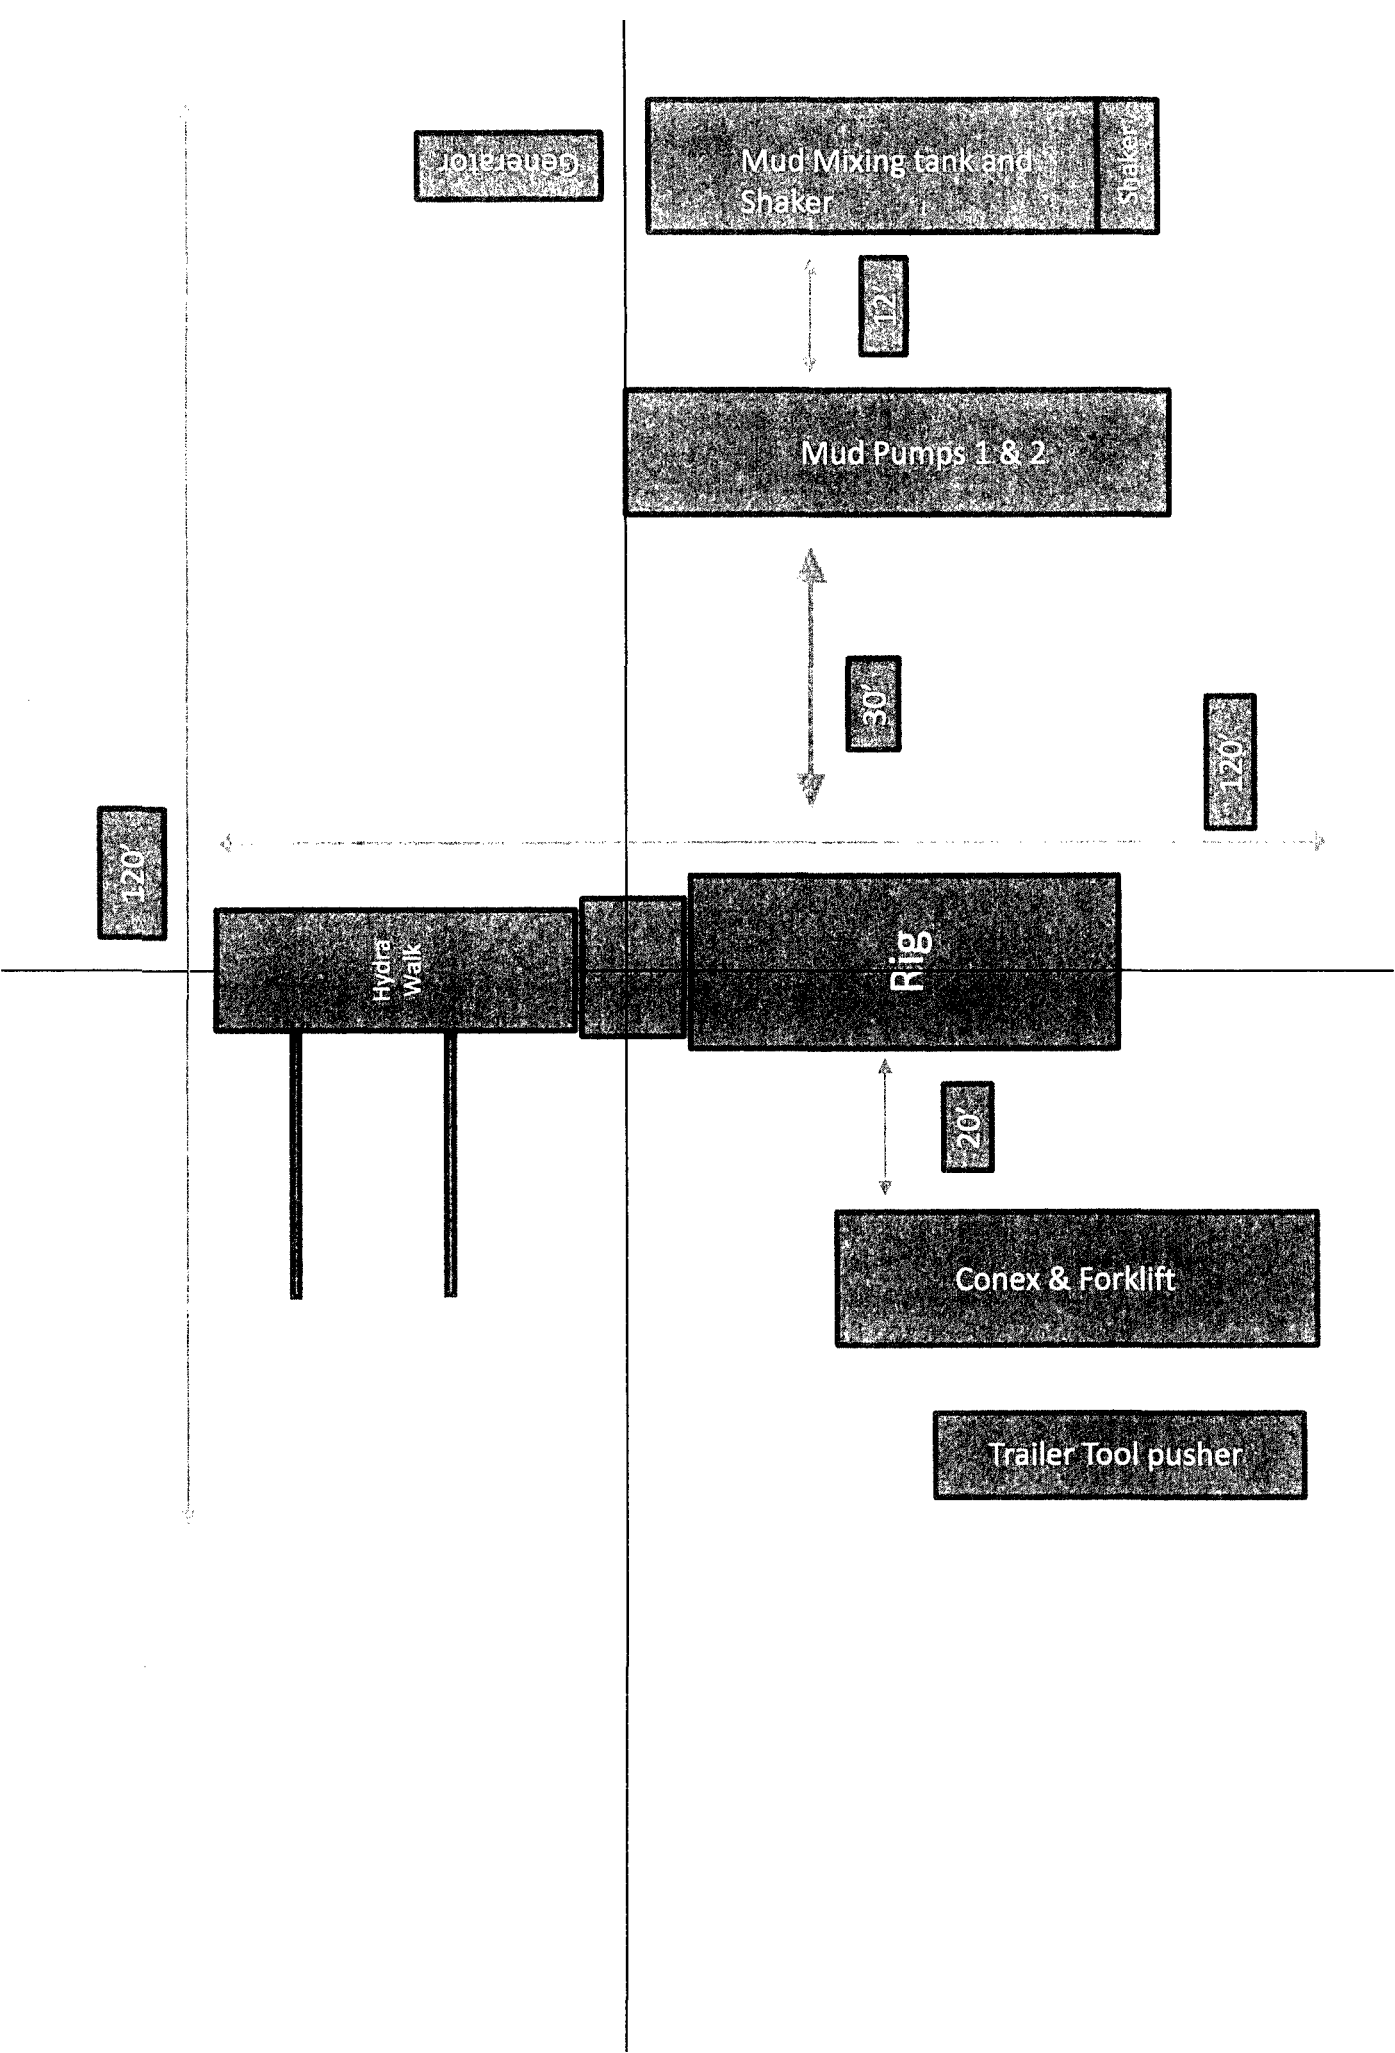 Generator
Mud Mixing tank and
Shaker
Shaker
12'
Mud Pumps 1 & 2
30'
120'
120'
Hydra
Walk
Rig
20'
Conex & Forklift
Trailer Tool pusher